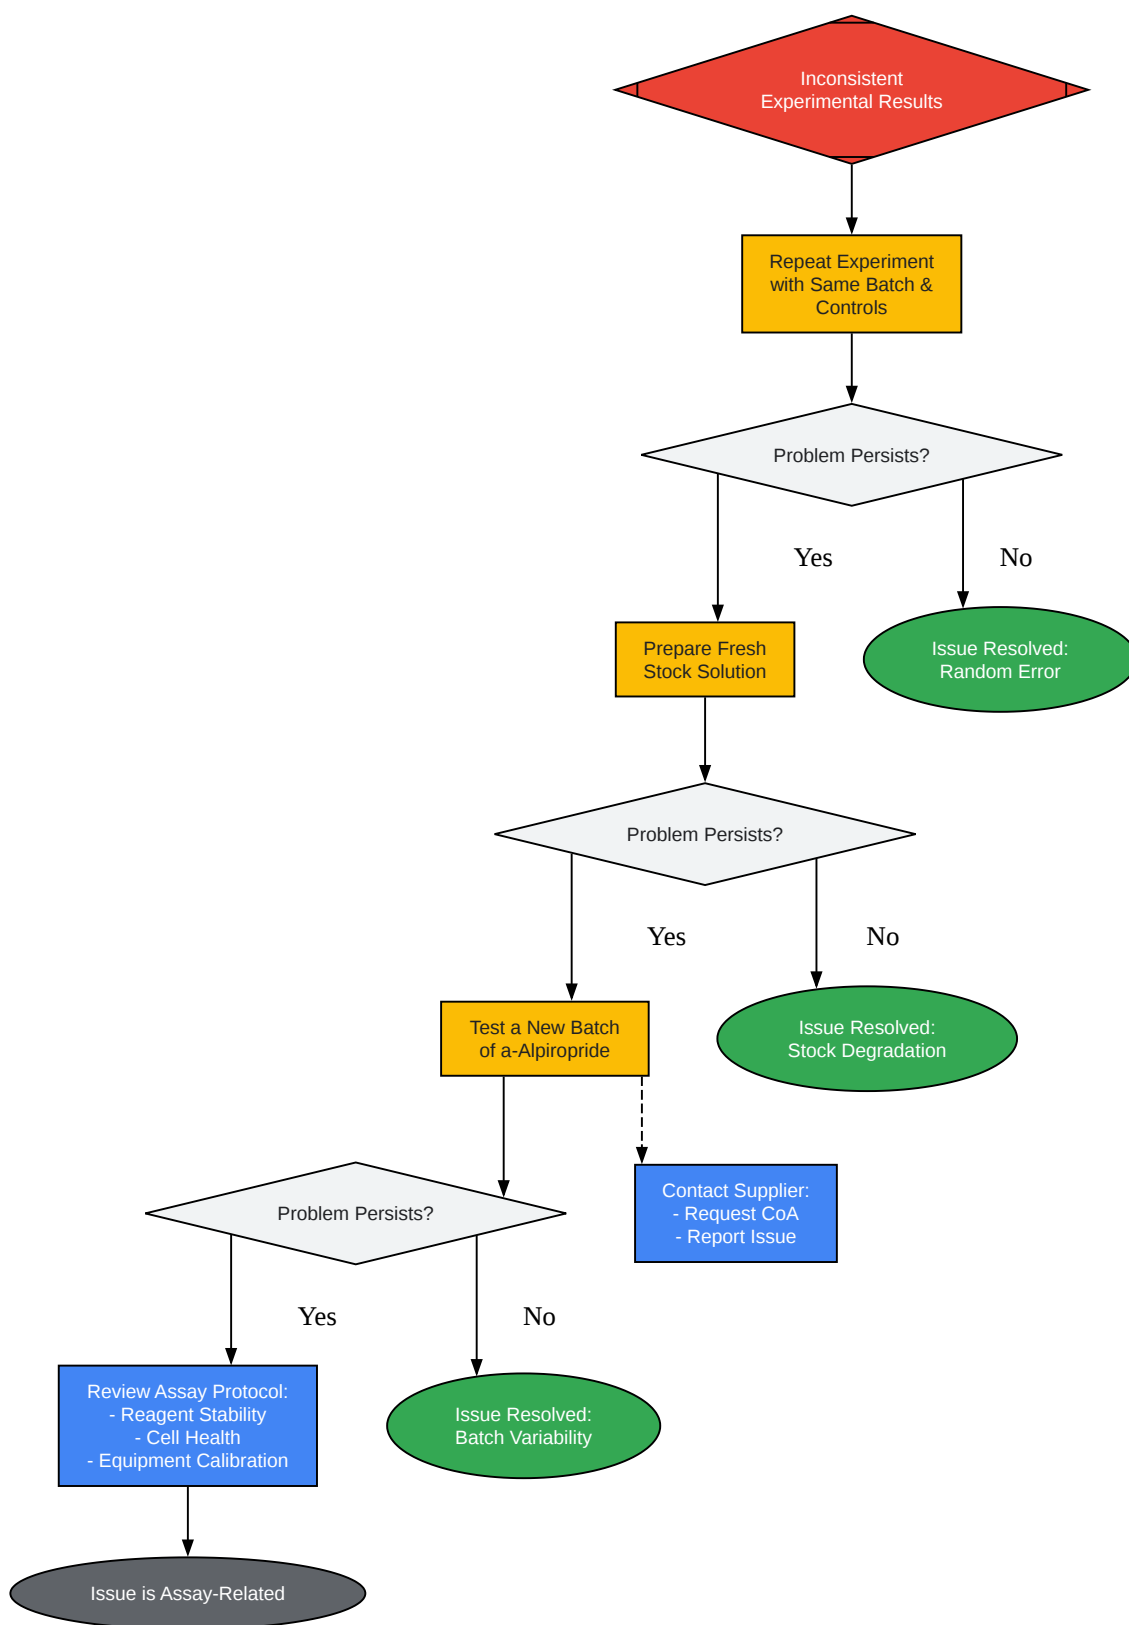 Inconsistent
Experimental Results
Repeat Experiment
with Same Batch &
Controls
Problem Persists?
Yes
No
Prepare Fresh
Stock Solution
Issue Resolved:
Random Error
Problem Persists?
Yes
No
Test a New Batch
of a-Alpiropride
Issue Resolved:
Stock Degradation
Contact Supplier:
- Request CoA
- Report Issue
Problem Persists?
Yes
No
Review Assay Protocol:
- Reagent Stability
- Cell Health
- Equipment Calibration
Issue Resolved:
Batch Variability
Issue is Assay-Related